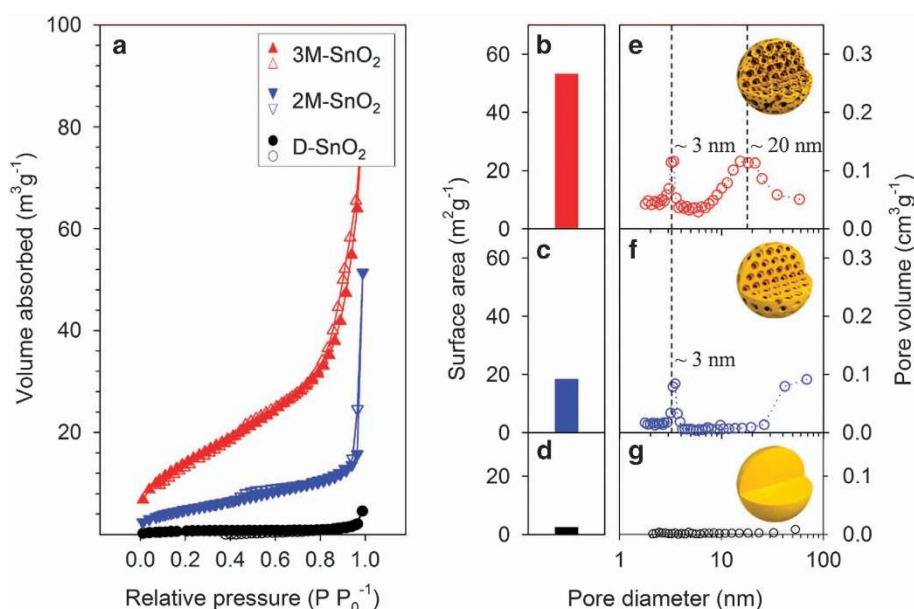 a
100
80
60
40
20
Volume absorbed (m³g⁻¹)
3M-SnO₂
2M-SnO₂
D-SnO₂
0.0 0.2 0.4 0.6 0.8 1.0
Relative pressure (P P₀⁻¹)
b
60
40
20
0
c
60
40
20
0
d
20
0
Surface area (m²g⁻¹)
e
~ 3 nm
~ 20 nm
0.3
0.2
0.1
0.0
f
~ 3 nm
0.3
0.2
0.1
0.0
g
0.1
0.0
Pore volume (cm³g⁻¹)
1 10 100
Pore diameter (nm)